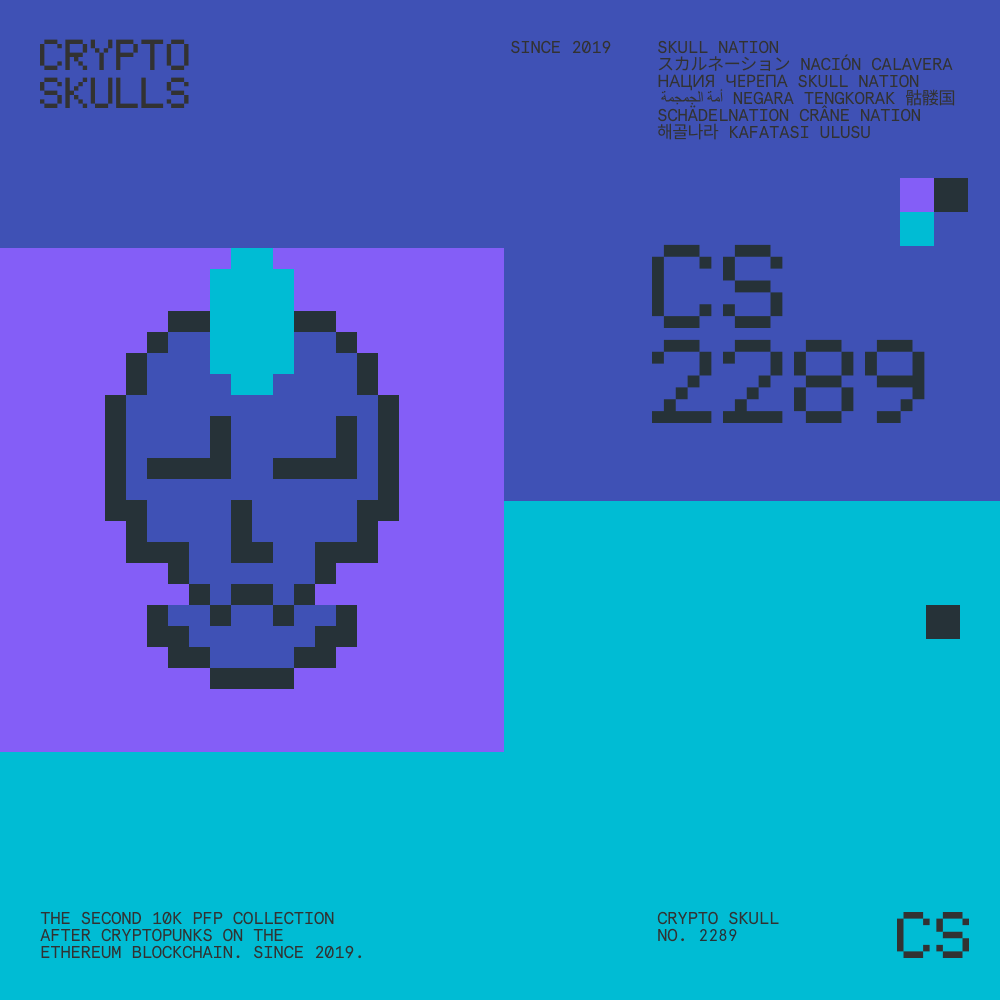 CRYPTO
SKULLS
SINCE 2019
SKULL NATION
スカルネーション NACIÓN CALAVERA
НАЦИЯ ЧЕРЕПА SKULL NATION
أمة الجمجمة NEGARA TENGKORAK 骷髅国
SCHÄDELNATION CRÂNE NATION
해골나라 KAFATASI ULUSU
CS
2289
THE SECOND 10K PFP COLLECTION
AFTER CRYPTOPUNKS ON THE
ETHEREUM BLOCKCHAIN. SINCE 2019.
CRYPTO SKULL
NO. 2289
CS